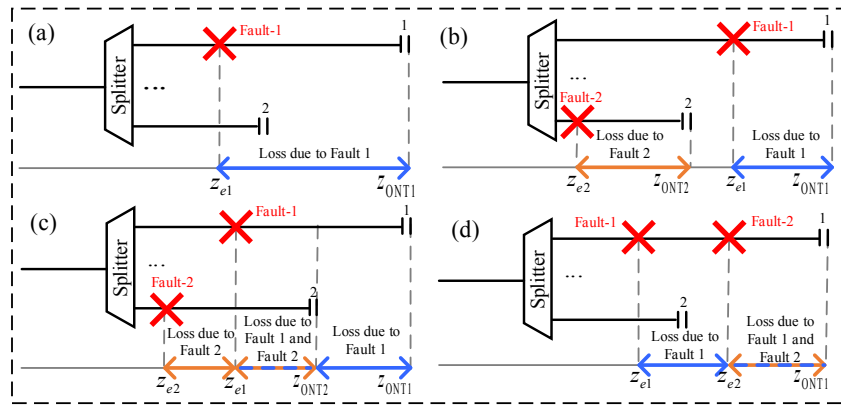 (a)
Splitter
Fault-1
1
...
2
Loss due to Fault 1
z_e1
z_ONT1
(b)
Splitter
Fault-1
1
...
Fault-2
2
Loss due to
Fault 2
Loss due to
Fault 1
z_e2
z_ONT2
z_e1
z_ONT1
(c)
Splitter
Fault-1
1
...
Fault-2
2
Loss due to
Fault 2
Loss due to
Fault 1 and
Fault 2
Loss due to
Fault 1
z_e2
z_e1
z_ONT2
z_ONT1
(d)
Splitter
Fault-1
Fault-2
1
...
2
Loss due to
Fault 1
Loss due to
Fault 1 and
Fault 2
z_e1
z_e2
z_ONT1